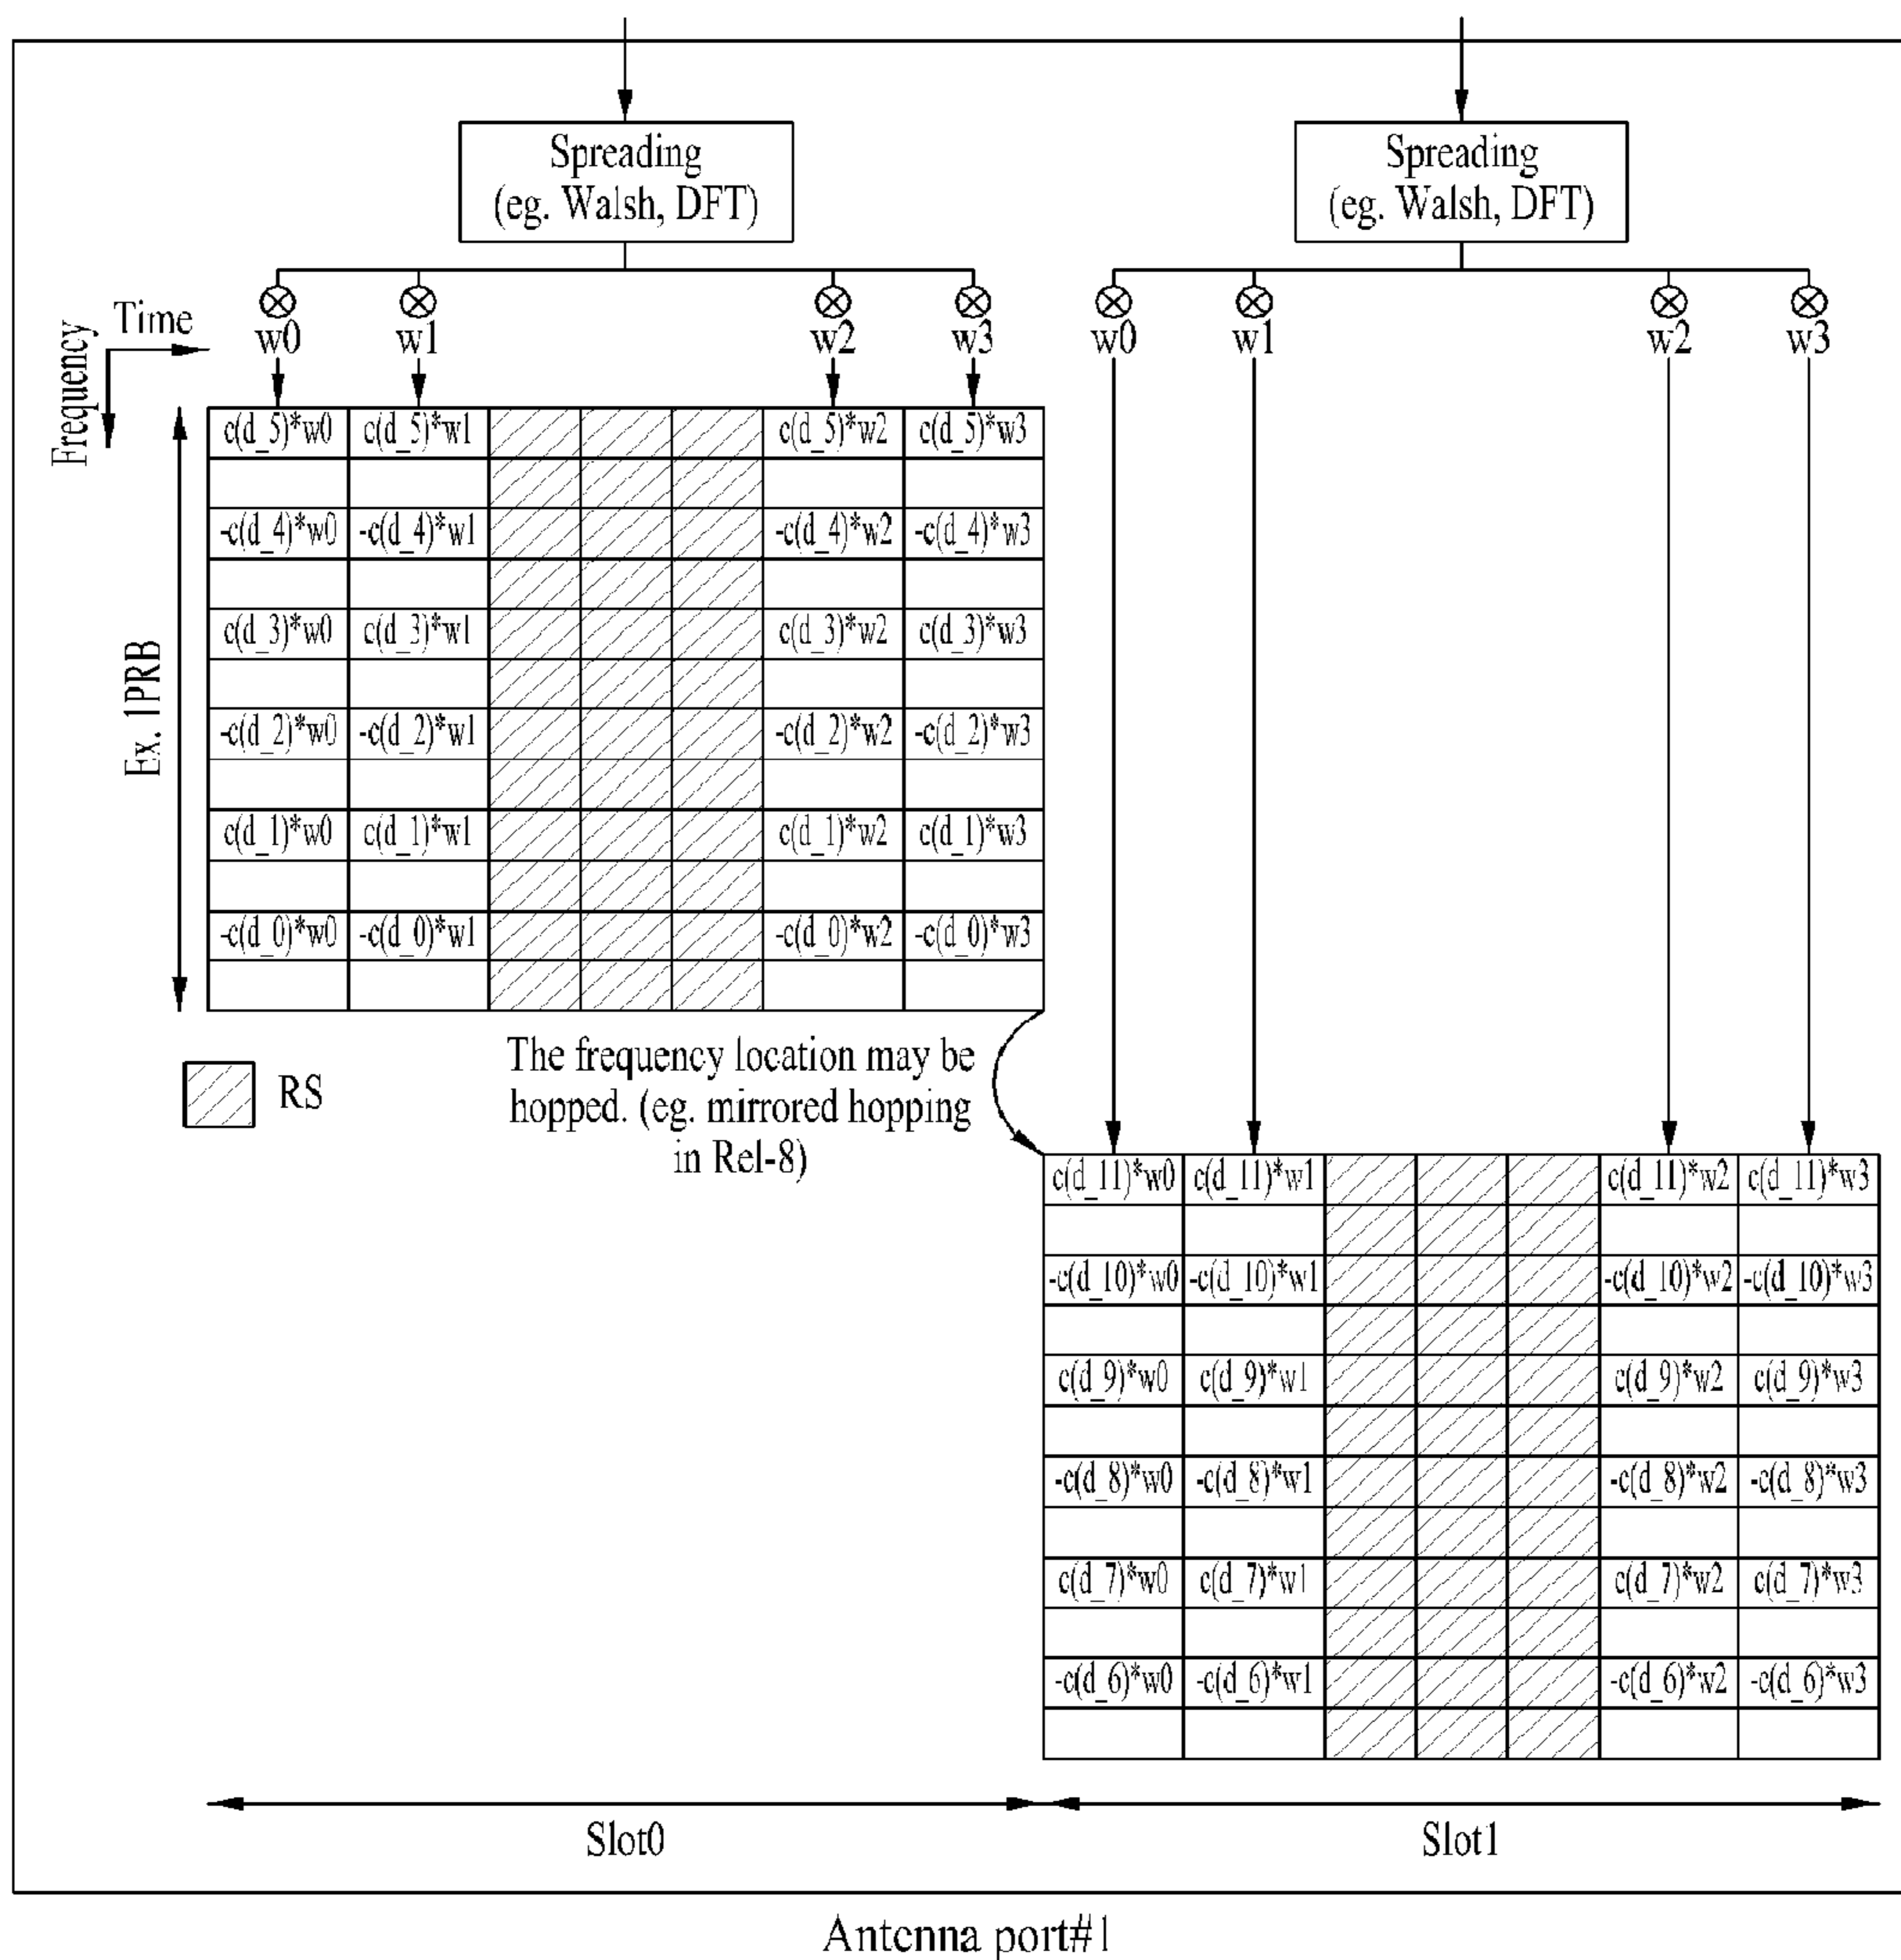 Spreading
(eg. Walsh, DFT)
Spreading
(eg. Walsh, DFT)
Time
Frequency
w0 w1 w2 w3 w0 w1 w2 w3
c(d_5)*w0 c(d_5)*w1 c(d_5)*w2 c(d_5)*w3
-c(d_4)*w0 -c(d_4)*w1 -c(d_4)*w2 -c(d_4)*w3
c(d_3)*w0 c(d_3)*w1 c(d_3)*w2 c(d_3)*w3
-c(d_2)*w0 -c(d_2)*w1 -c(d_2)*w2 -c(d_2)*w3
c(d_1)*w0 c(d_1)*w1 c(d_1)*w2 c(d_1)*w3
-c(d_0)*w0 -c(d_0)*w1 -c(d_0)*w2 -c(d_0)*w3
Ex. 1PRB
RS
The frequency location may be
hopped. (eg. mirrored hopping
in Rel-8)
c(d_11)*w0 c(d_11)*w1 c(d_11)*w2 c(d_11)*w3
-c(d_10)*w0 -c(d_10)*w1 -c(d_10)*w2 -c(d_10)*w3
c(d_9)*w0 c(d_9)*w1 c(d_9)*w2 c(d_9)*w3
-c(d_8)*w0 -c(d_8)*w1 -c(d_8)*w2 -c(d_8)*w3
c(d_7)*w0 c(d_7)*w1 c(d_7)*w2 c(d_7)*w3
-c(d_6)*w0 -c(d_6)*w1 -c(d_6)*w2 -c(d_6)*w3
Slot0 Slot1
Antenna port#1